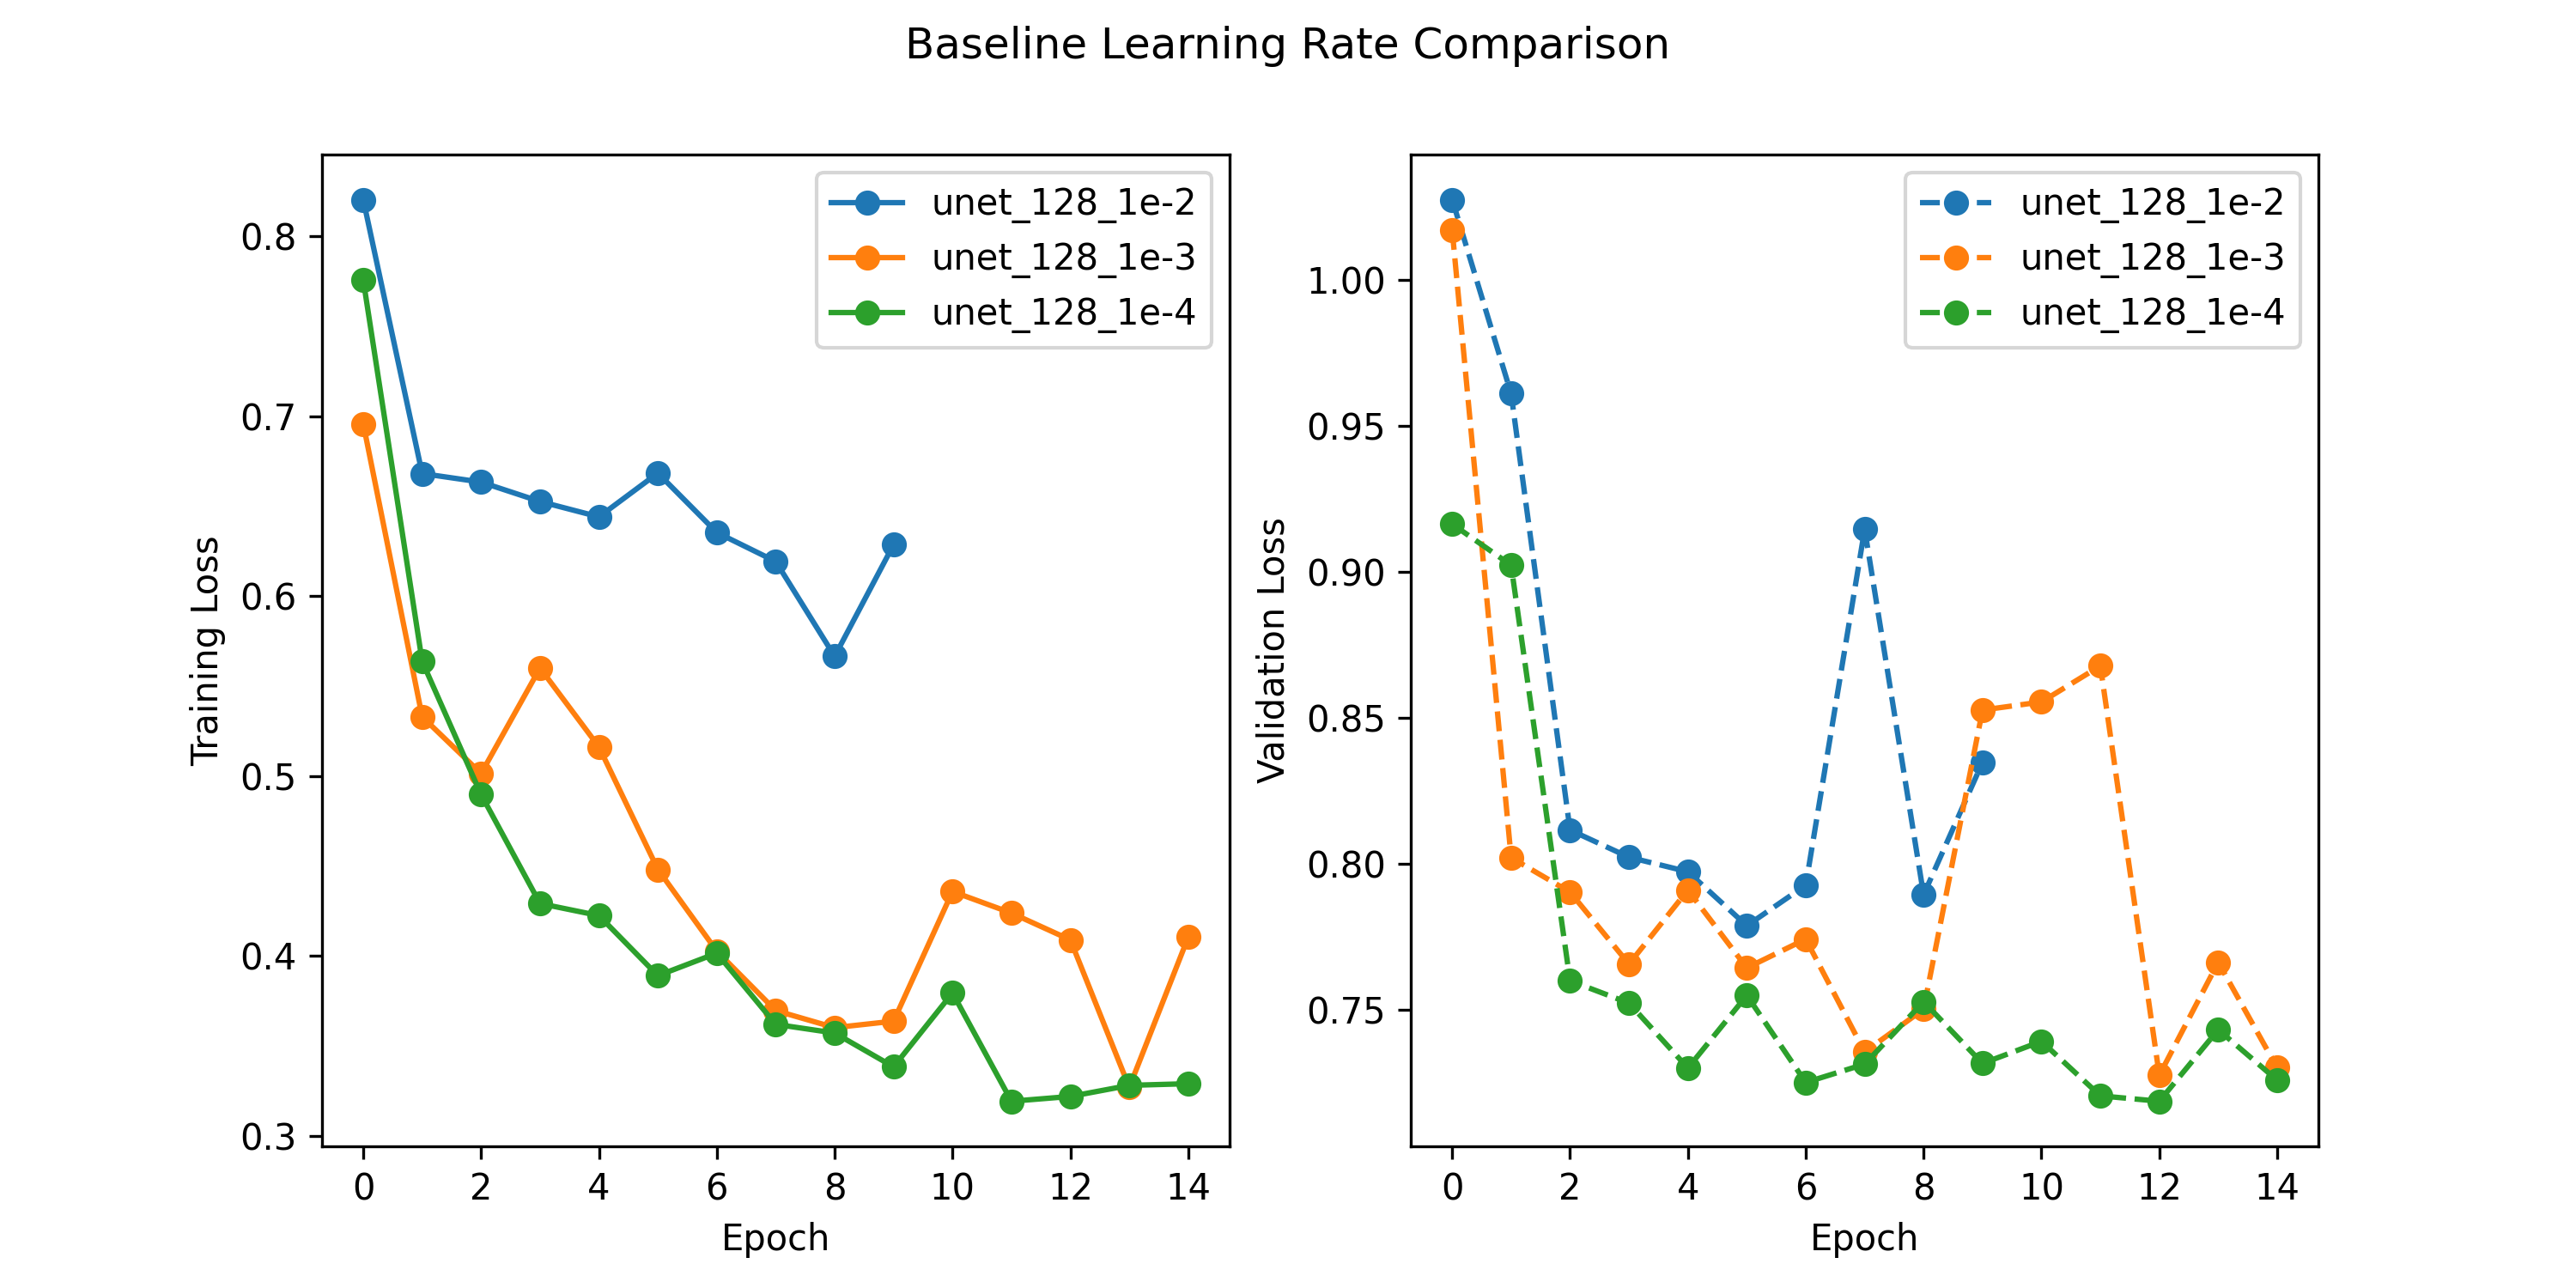 Baseline Learning Rate Comparison
Training Loss
0.8
0.7
0.6
0.5
0.4
0.3
unet_128_1e-2
unet_128_1e-3
unet_128_1e-4
0 2 4 6 8 10 12 14
Epoch
Validation Loss
1.00
0.95
0.90
0.85
0.80
0.75
unet_128_1e-2
unet_128_1e-3
unet_128_1e-4
0 2 4 6 8 10 12 14
Epoch